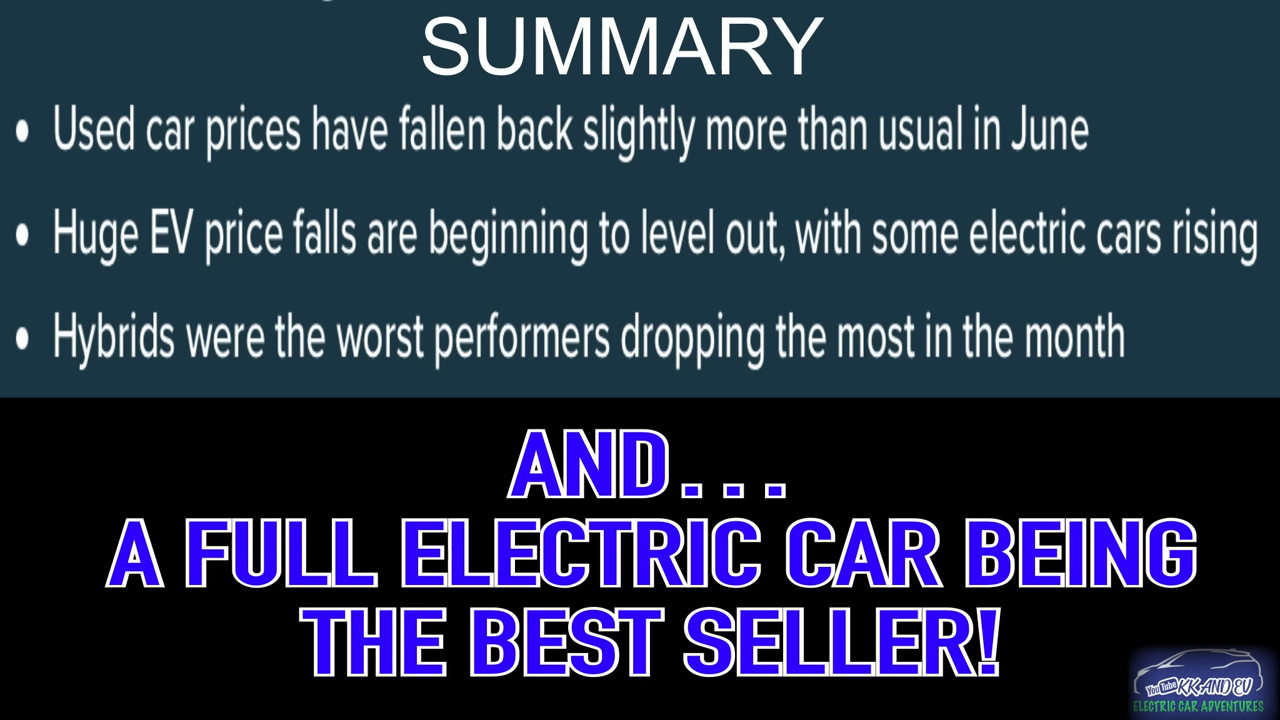 SUMMARY
• Used car prices have fallen back slightly more than usual in June
• Huge EV price falls are beginning to level out, with some electric cars rising
• Hybrids were the worst performers dropping the most in the month
AND...
A FULL ELECTRIC CAR BEING
THE BEST SELLER!
YouTube KK AND EV
ELECTRIC CAR ADVENTURES